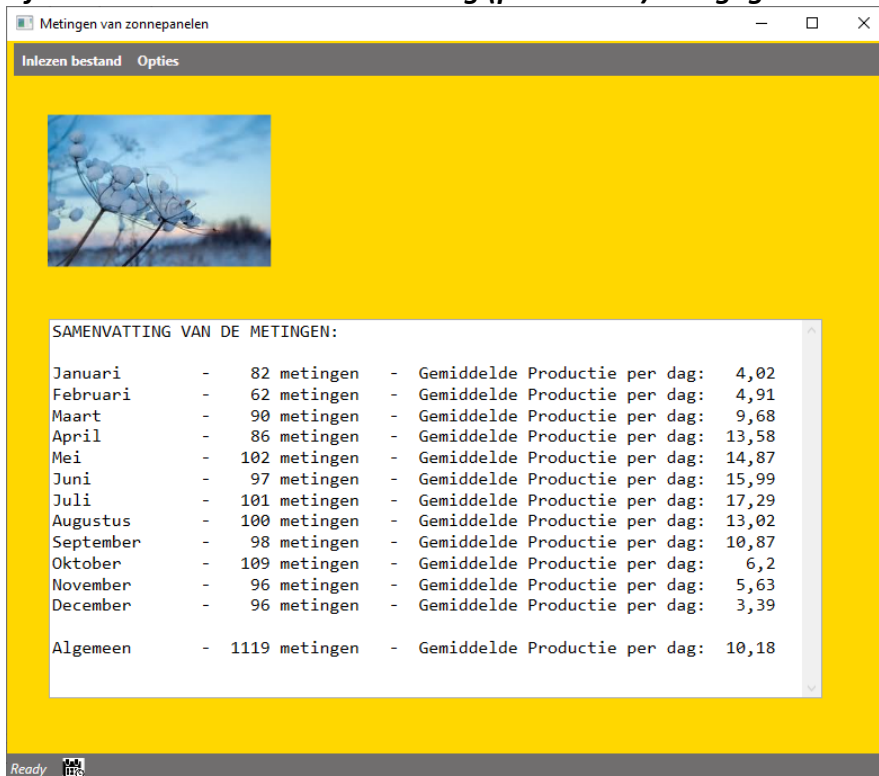 Metingen van zonnepanelen
Inlezen bestand Opties
SAMENVATTING VAN DE METINGEN:
Januari - 82 metingen - Gemiddelde Productie per dag: 4,02
Februari - 62 metingen - Gemiddelde Productie per dag: 4,91
Maart - 90 metingen - Gemiddelde Productie per dag: 9,68
April - 86 metingen - Gemiddelde Productie per dag: 13,58
Mei - 102 metingen - Gemiddelde Productie per dag: 14,87
Juni - 97 metingen - Gemiddelde Productie per dag: 15,99
Juli - 101 metingen - Gemiddelde Productie per dag: 17,29
Augustus - 100 metingen - Gemiddelde Productie per dag: 13,02
September - 98 metingen - Gemiddelde Productie per dag: 10,87
Oktober - 109 metingen - Gemiddelde Productie per dag: 6,2
November - 96 metingen - Gemiddelde Productie per dag: 5,63
December - 96 metingen - Gemiddelde Productie per dag: 3,39
Algemeen - 1119 metingen - Gemiddelde Productie per dag: 10,18
Ready